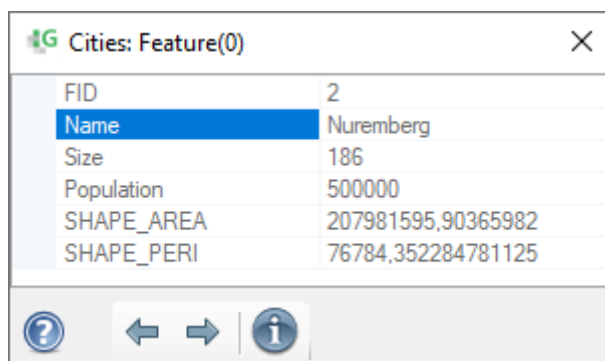 G Cities: Feature(0)
FID 2
Name Nuremberg
Size 186
Population 500000
SHAPE_AREA 207981595,90365982
SHAPE_PERI 76784,352284781125